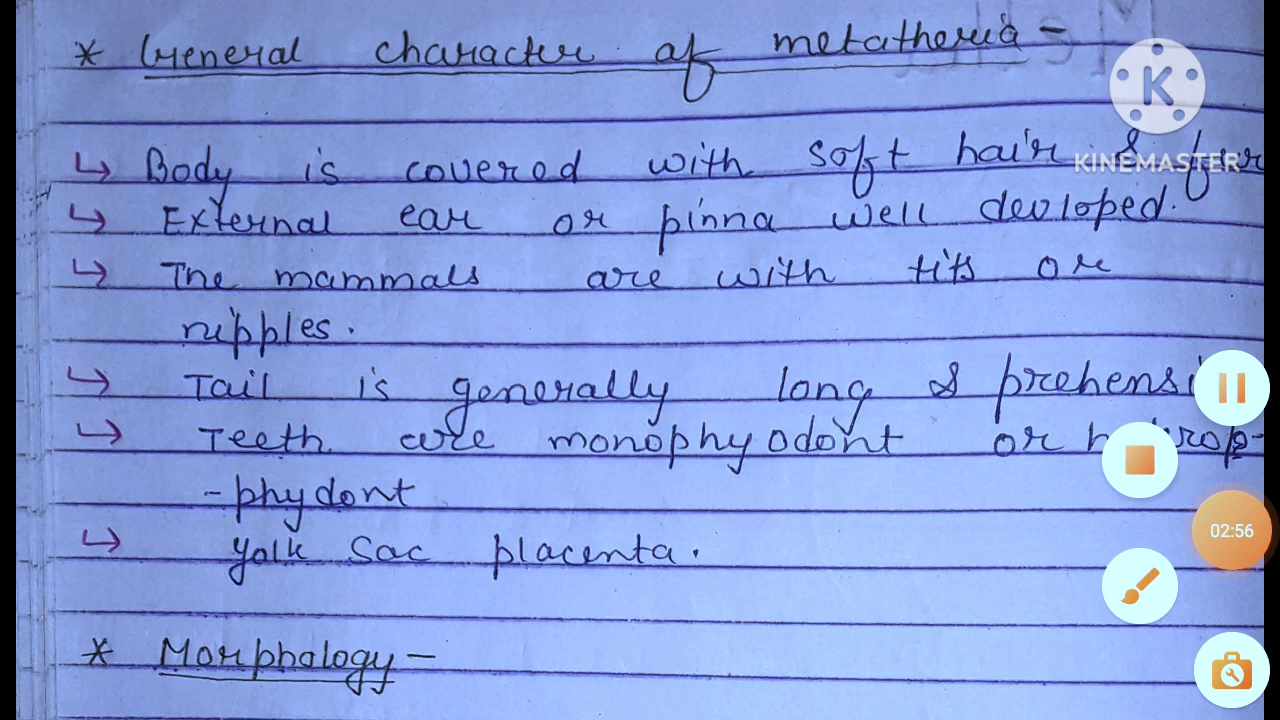 * General character of metatheria -
K
KINEMASTER
↳ Body is covered with soft hair & fur
↳ External ear or pinna well devloped.
↳ The mammals are with tits or
nipples.
↳ Tail is generally long & prehensi
↳ Teeth are monophyodont or
- phydont
↳ Yolk sac placenta.
02:56
* Morphology -